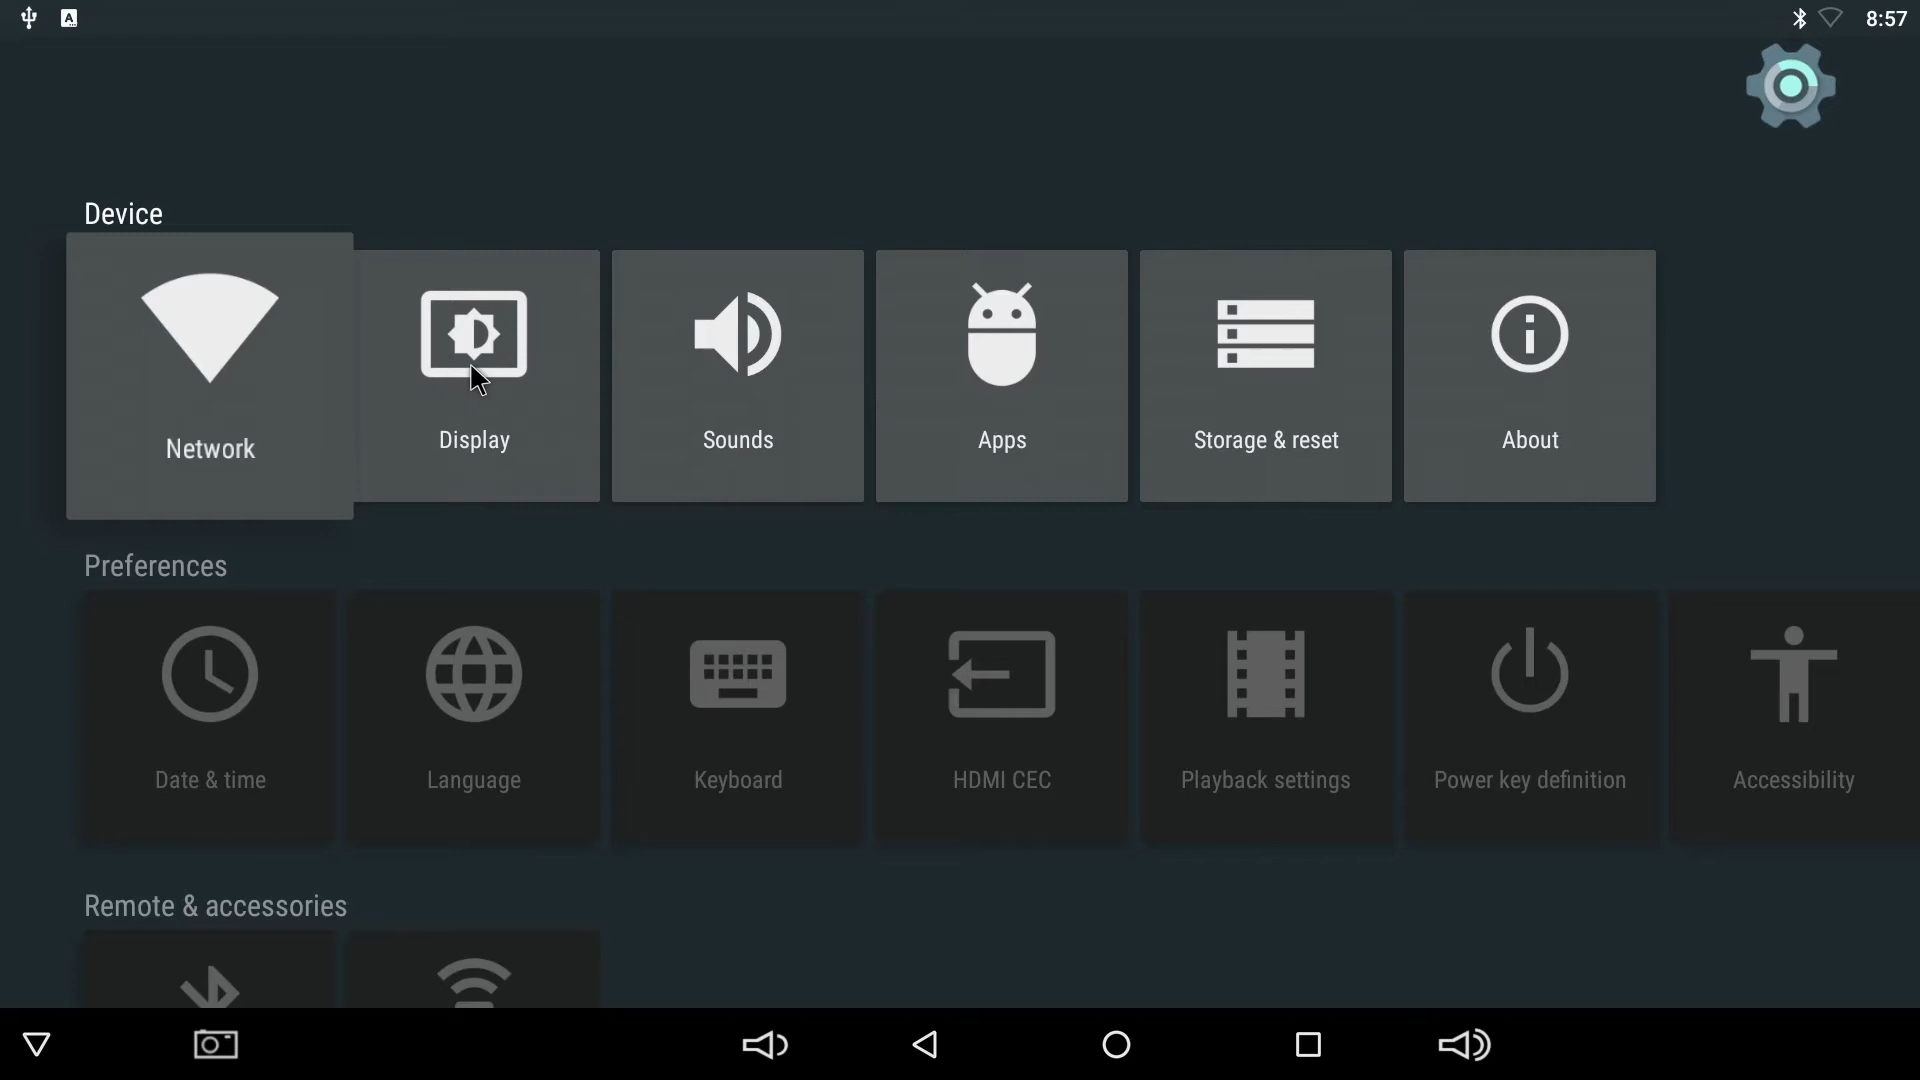 A
8:57
Device
Network
Display
Sounds
Apps
Storage & reset
About
Preferences
Date & time
Language
Keyboard
HDMI CEC
Playback settings
Power key definition
Accessibility
Remote & accessories